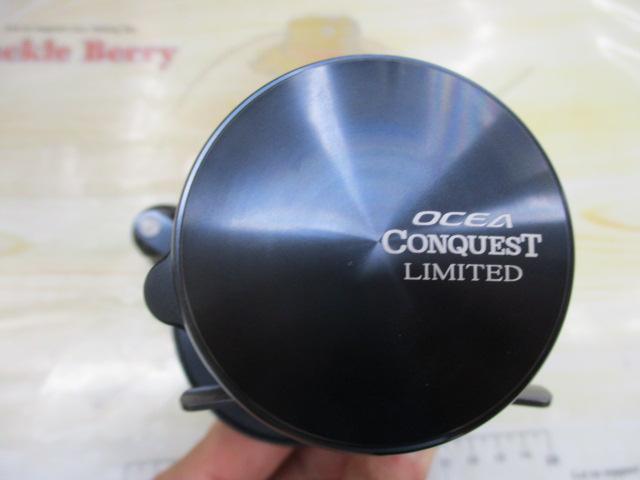 ckle Berry
OCEA
CONQUEST
LIMITED